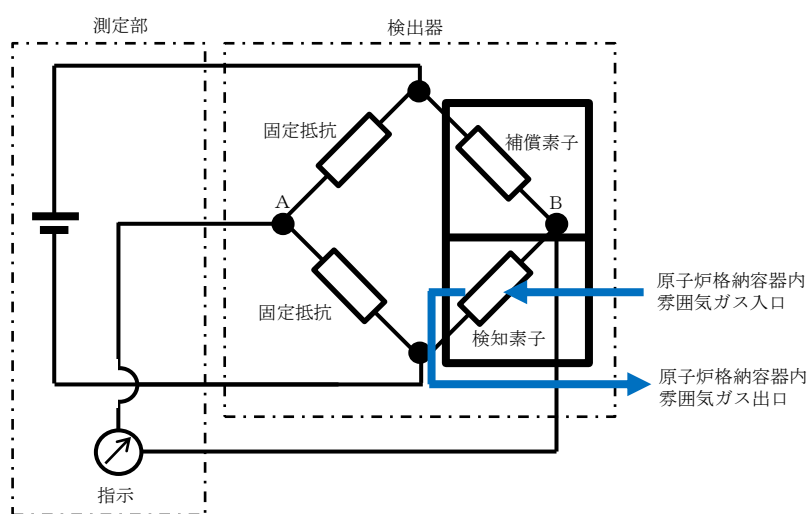 測定部
検出器
固定抵抗
補償素子
A
B
固定抵抗
検知素子
原子炉格納容器内
雰囲気ガス入口
原子炉格納容器内
雰囲気ガス出口
指示